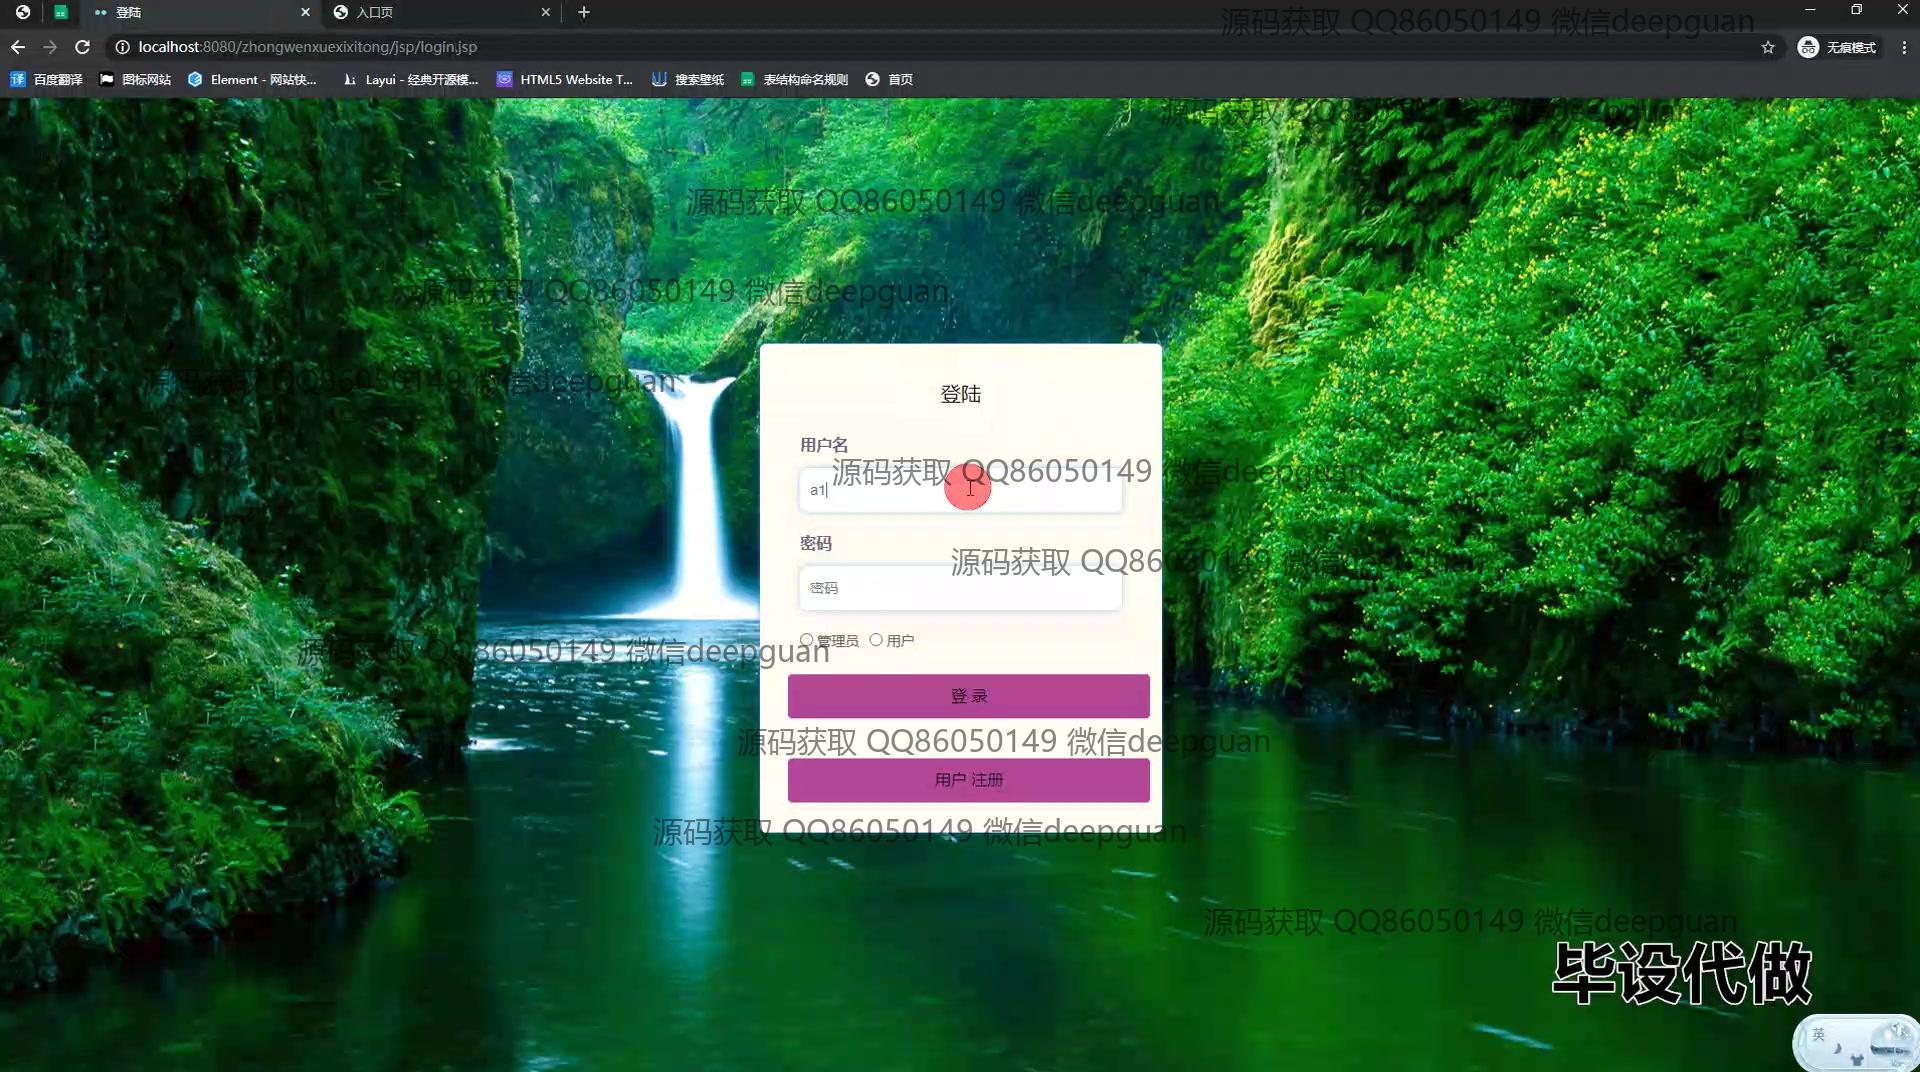 登陆
入口页
localhost:8080/zhongwenxuexixitong/jsp/login.jsp
无痕模式
百度翻译
图标网站
Element - 网站快...
Layui - 经典开源模...
HTML5 Website T...
搜索壁纸
表结构命名规则
首页
源码获取 QQ86050149 微信deepguan
源码获取 QQ86050149 微信deepguan
源码获取 QQ86050149 微信deepguan
源码获取 QQ86050149 微信deepguan
源码获取 QQ86050149 微信deepguan
登陆
用户名
源码获取 QQ86050149 微信deepguan
a1
密码
源码获取 QQ86050149 微信deepguan
密码
管理员
用户
源码获取 QQ86050149 微信deepguan
登 录
源码获取 QQ86050149 微信deepguan
用户 注册
源码获取 QQ86050149 微信deepguan
源码获取 QQ86050149 微信deepguan
毕设代做
英